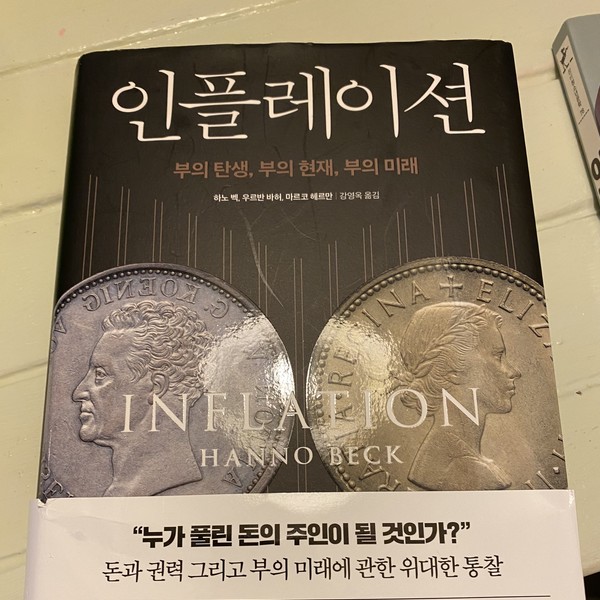 인플레이션
부의 탄생, 부의 현재, 부의 미래
하노 벡, 우르반 바허, 마르코 헤르만 | 강영옥 옮김
G. KOENIG
REGINA + ELIZ
INFLATION
HANNO BECK
“누가 풀린 돈의 주인이 될 것인가?”
돈과 권력 그리고 부의 미래에 관한 위대한 통찰